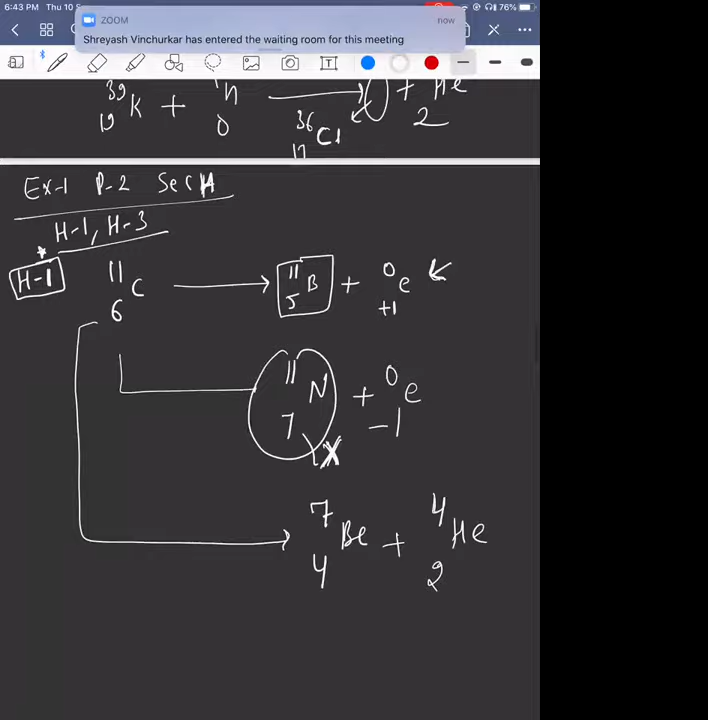 6:43 PM Thu 10 S
76%
ZOOM now
Shreyash Vinchurkar has entered the waiting room for this meeting
T
39 19 K + 1 0 n → + He 2
36 17 Cl
Ex-1 P-2 Sec H
H-1, H-3
H-1 11 6 C → 11 5 B + 0 +1 e
11 7 N + 0 -1 e
X
7 4 Be + 4 2 He